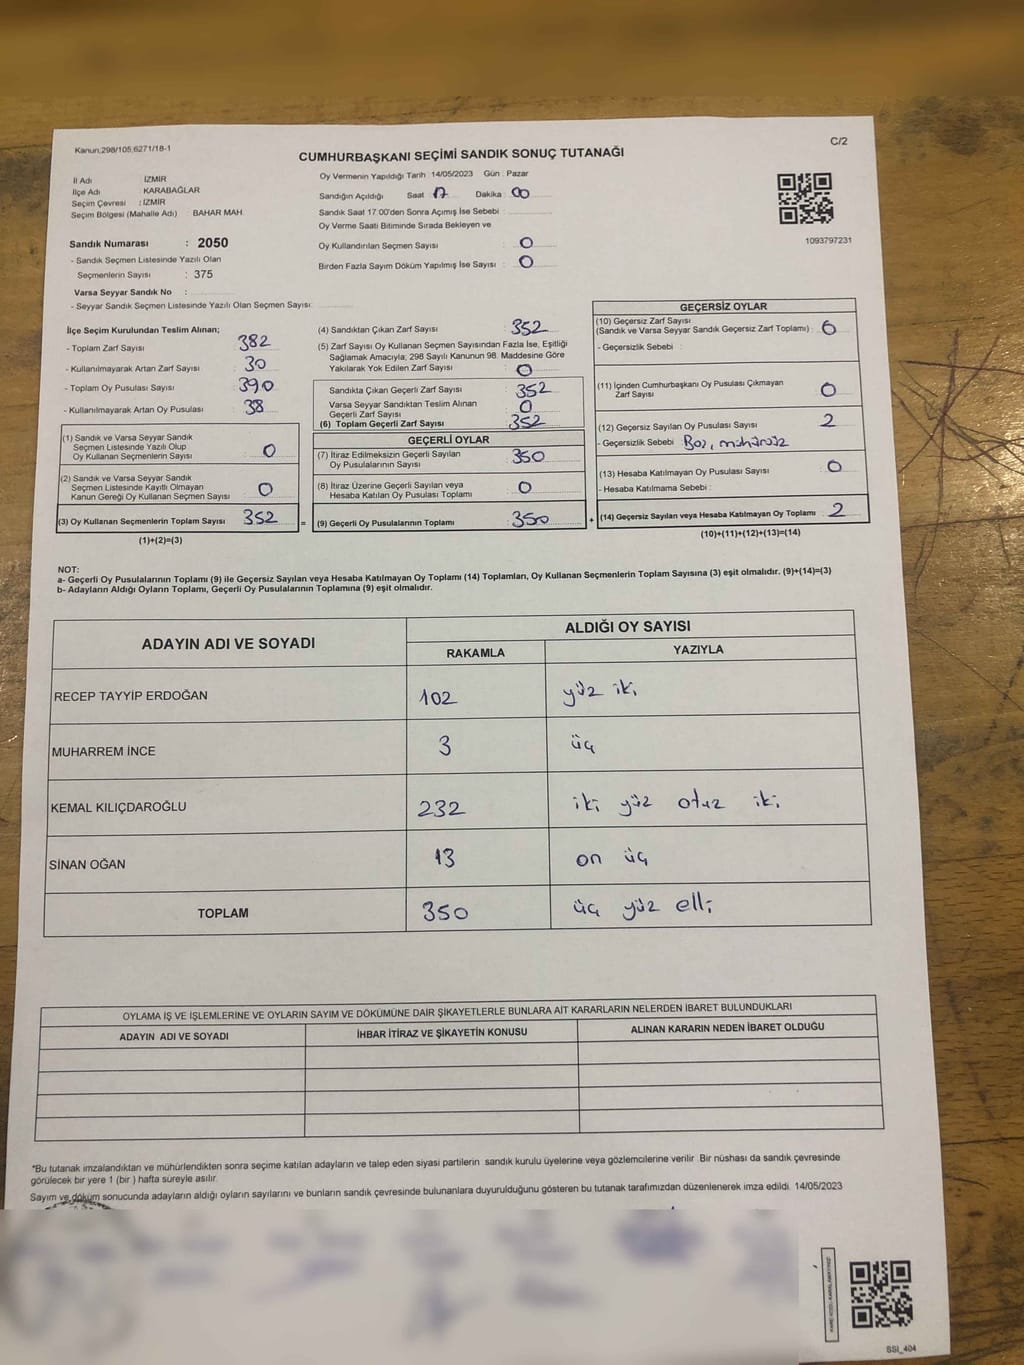 Kanun,298/105,6271/18-1
C/2
CUMHURBAŞKANI SEÇİMİ SANDIK SONUÇ TUTANAĞI
İl Adı İZMİR
İlçe Adı KARABAĞLAR
Seçim Çevresi : İZMİR
Seçim Bölgesi (Mahalle Adı) BAHAR MAH
Sandık Numarası : 2050
- Sandık Seçmen Listesinde Yazılı Olan
Seçmenlerin Sayısı : 375
Varsa Seyyar Sandık No :
- Seyyar Sandık Seçmen Listesinde Yazılı Olan Seçmen Sayısı:
Oy Vermenin Yapıldığı Tarih 14/05/2023 Gün : Pazar
Sandığın Açıldığı Saat 17 Dakika 00
Sandık Saat 17.00'den Sonra Açımış İse Sebebi :
Oy Verme Saati Bitiminde Sırada Bekleyen ve
Oy Kullandırılan Seçmen Sayısı : 0
Birden Fazla Sayım Döküm Yapılmış İse Sayısı : 0
1093797231
İlçe Seçim Kurulundan Teslim Alınan;
- Toplam Zarf Sayısı 382
- Kullanılmayarak Artan Zarf Sayısı : 30
- Toplam Oy Pusulası Sayısı : 390
- Kullanılmayarak Artan Oy Pusulası : 38
(1) Sandık ve Varsa Seyyar Sandık
Seçmen Listesinde Yazılı Olup
Oy Kullanan Seçmenlerin Sayısı : 0
(2) Sandık ve Varsa Seyyar Sandık
Seçmen Listesinde Kayıtlı Olmayan
Kanun Gereği Oy Kullanan Seçmen Sayısı : 0
(3) Oy Kullanan Seçmenlerin Toplam Sayısı 352 =
(1)+(2)=(3)
(4) Sandıktan Çıkan Zarf Sayısı : 352
(5) Zarf Sayısı Oy Kullanan Seçmen Sayısından Fazla İse, Eşitliği
Sağlamak Amacıyla; 298 Sayılı Kanunun 98. Maddesine Göre
Yakılarak Yok Edilen Zarf Sayısı : 0
Sandıkta Çıkan Geçerli Zarf Sayısı : 352
Varsa Seyyar Sandıktan Teslim Alınan
Geçerli Zarf Sayısı : 0
(6) Toplam Geçerli Zarf Sayısı : 352
GEÇERLİ OYLAR
(7) İtiraz Edilmeksizin Geçerli Sayılan
Oy Pusulalarının Sayısı : 350
(8) İtiraz Üzerine Geçerli Sayılan veya
Hesaba Katılan Oy Pusulası Toplamı : 0
(9) Geçerli Oy Pusulalarının Toplamı : 350 +
GEÇERSİZ OYLAR
(10) Geçersiz Zarf Sayısı
(Sandık ve Varsa Seyyar Sandık Geçersiz Zarf Toplamı) :
- Geçersizlik Sebebi :
(11) İçinden Cumhurbaşkanı Oy Pusulası Çıkmayan
Zarf Sayısı : 0
(12) Geçersiz Sayılan Oy Pusulası Sayısı : 2
- Geçersizlik Sebebi
(13) Hesaba Katılmayan Oy Pusulası Sayısı : 0
- Hesaba Katılmama Sebebi :
(14) Geçersiz Sayılan veya Hesaba Katılmayan Oy Toplamı : 2
(10)+(11)+(12)+(13)=(14)
NOT:
a- Geçerli Oy Pusulalarının Toplamı (9) ile Geçersiz Sayılan veya Hesaba Katılmayan Oy Toplamı (14) Toplamları, Oy Kullanan Seçmenlerin Toplam Sayısına (3) eşit olmalıdır. (9)+(14)=(3)
b- Adayların Aldığı Oyların Toplamı, Geçerli Oy Pusulalarının Toplamına (9) eşit olmalıdır.
ADAYIN ADI VE SOYADI
ALDIĞI OY SAYISI
RAKAMLA YAZIYLA
RECEP TAYYİP ERDOĞAN 102 yüz iki
MUHARREM İNCE 3 üç
KEMAL KILIÇDAROĞLU 232 iki yüz otuz iki
SİNAN OĞAN 13 on üç
TOPLAM 350 üç yüz elli
OYLAMA İŞ VE İŞLEMLERİNE VE OYLARIN SAYIM VE DÖKÜMÜNE DAİR ŞİKAYETLERLE BUNLARA AİT KARARLARIN NELERDEN İBARET BULUNDUKLARI
ADAYIN ADI VE SOYADI İHBAR İTİRAZ VE ŞİKAYETİN KONUSU ALINAN KARARIN NEDEN İBARET OLDUĞU
*Bu tutanak imzalandıktan ve mühürlendikten sonra seçime katılan adayların ve talep eden siyasi partilerin sandık kurulu üyelerine veya gözlemcilerine verilir. Bir nüshası da sandık çevresinde
görülecek bir yere 1 (bir ) hafta süreyle asılır.
Sayım ve döküm sonucunda adayların aldığı oyların sayılarını ve bunların sandık çevresinde bulunanlara duyurulduğunu gösteren bu tutanak tarafımızdan düzenlenerek imza edildi. 14/05/2023
SSI_404